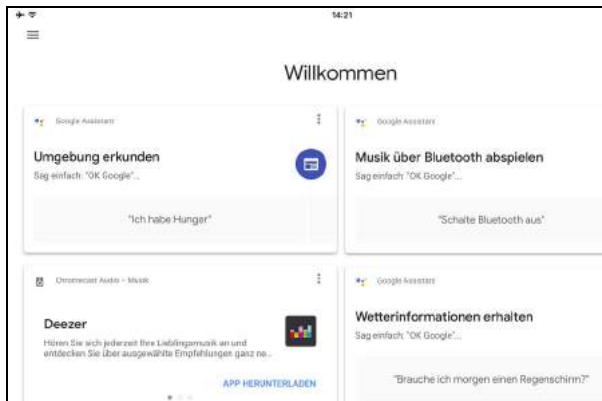 14:21
Willkommen
Google Assistant
Umgebung erkunden
Sag einfach: "OK Google"...
"Ich habe Hunger"
Google Assistant
Musik über Bluetooth abspielen
Sag einfach: "OK Google"...
"Schalte Bluetooth aus"
Chromecast Audio – Musik
Deezer
Hören Sie sich jederzeit Ihre Lieblingsmusik an und
entdecken Sie über ausgewählte Empfehlungen ganz ne...
APP HERUNTERLADEN
Google Assistant
Wetterinformationen erhalten
Sag einfach: "OK Google"...
"Brauche ich morgen einen Regenschirm?"